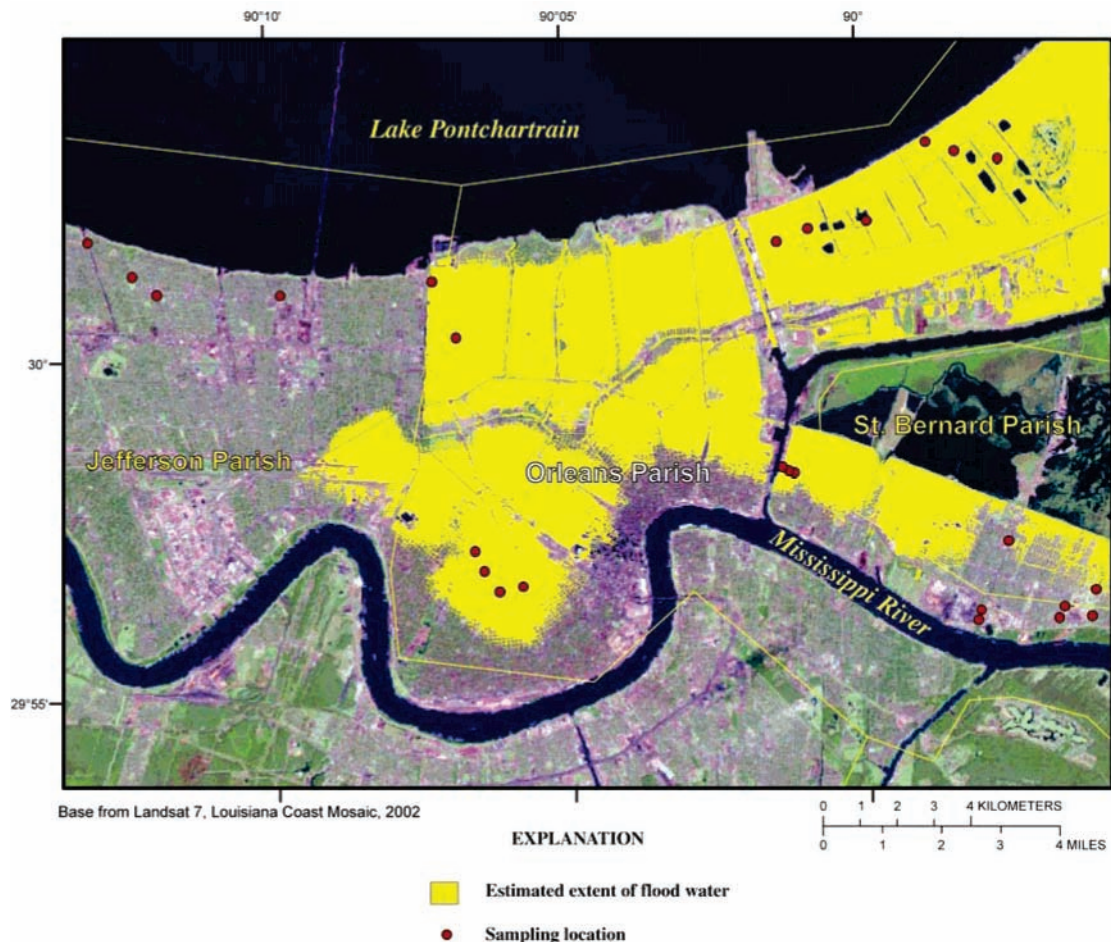 90°10' 90°05' 90°
Lake Pontchartrain
30°
St. Bernard Parish
Jefferson Parish
Orleans Parish
Mississippi River
29°55'
Base from Landsat 7, Louisiana Coast Mosaic, 2002
0 1 2 3 4 KILOMETERS
0 1 2 3 4 MILES
EXPLANATION
Estimated extent of flood water
Sampling location